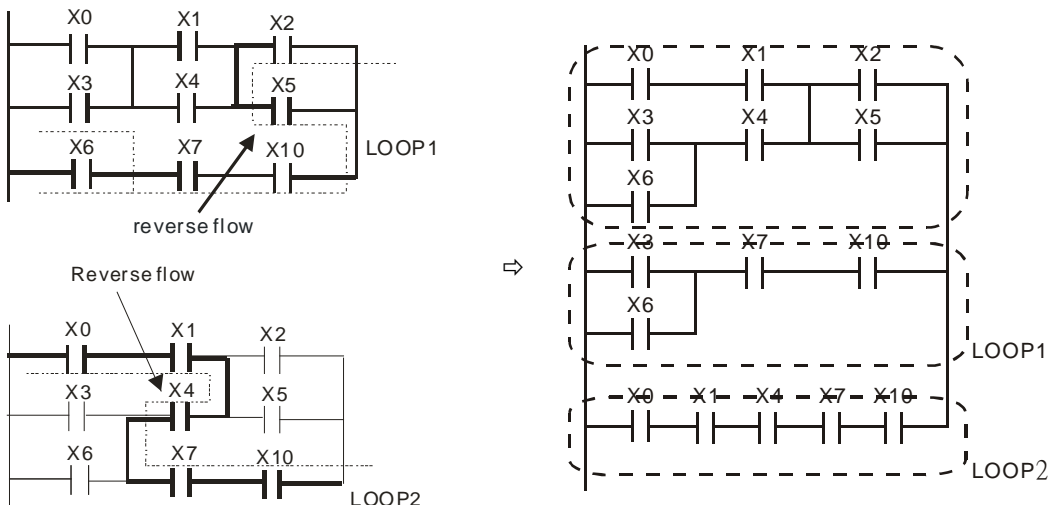 X0 X1 X2
X3 X4 X5
X6 X7 X10
LOOP1
reverse flow
Reverse flow
X0 X1 X2
X3 X4 X5
X6 X7 X10
LOOP2
⇨
X0 X1 X2
X3 X4 X5
X6
X3 X7 X10
X6
LOOP1
X0 X1 X4 X7 X10
LOOP2